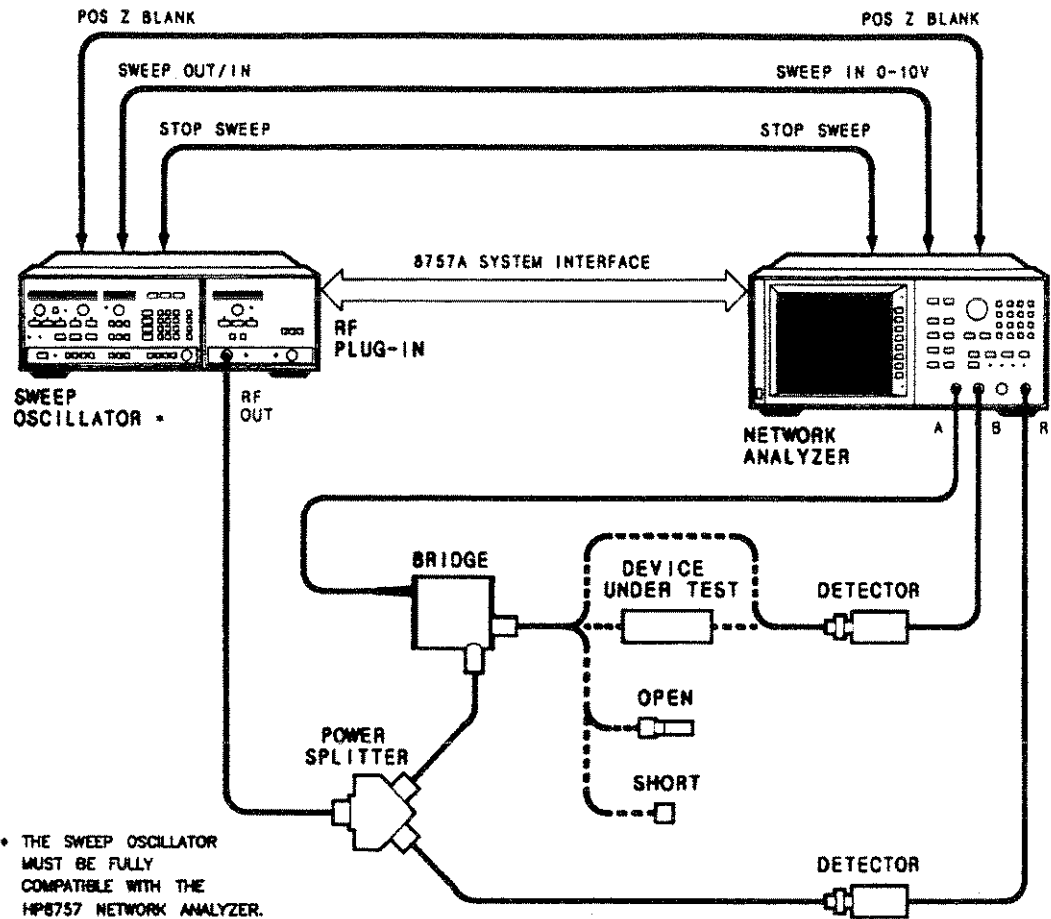 POS Z BLANK
POS Z BLANK
SWEEP OUT/IN
SWEEP IN 0-10V
STOP SWEEP
STOP SWEEP
8757A SYSTEM INTERFACE
RF
PLUG-IN
SWEEP
OSCILLATOR *
RF
OUT
NETWORK
ANALYZER
A
B
R
BRIDGE
DEVICE
UNDER TEST
DETECTOR
OPEN
POWER
SPLITTER
SHORT
* THE SWEEP OSCILLATOR
MUST BE FULLY
COMPATIBLE WITH THE
HP8757 NETWORK ANALYZER.
DETECTOR